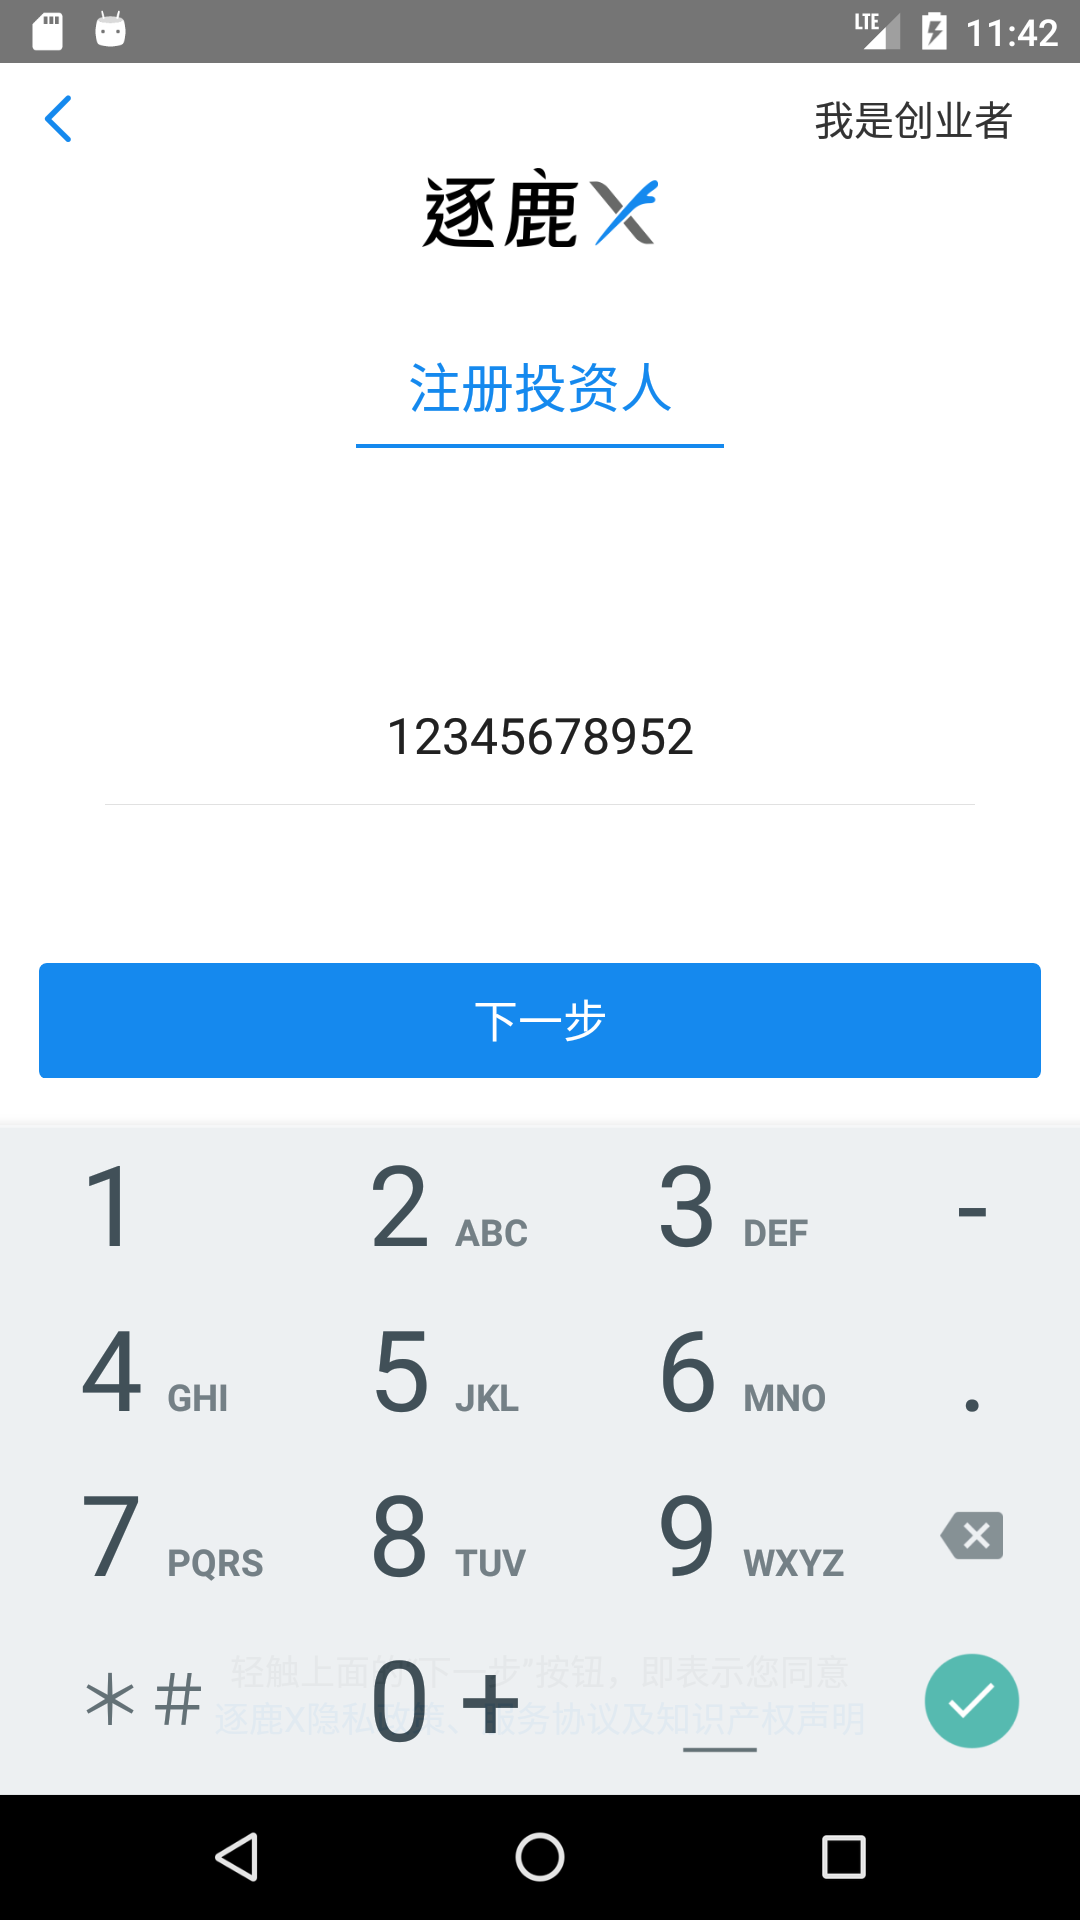 LTE 11:42
我是创业者
逐鹿X
注册投资人
12345678952
下一步
1 2 ABC 3 DEF -
4 GHI 5 JKL 6 MNO .
7 PQRS 8 TUV 9 WXYZ
轻触上面的“下一步”按钮，即表示您同意
逐鹿X隐私政策、服务协议及知识产权声明
*# 0 +